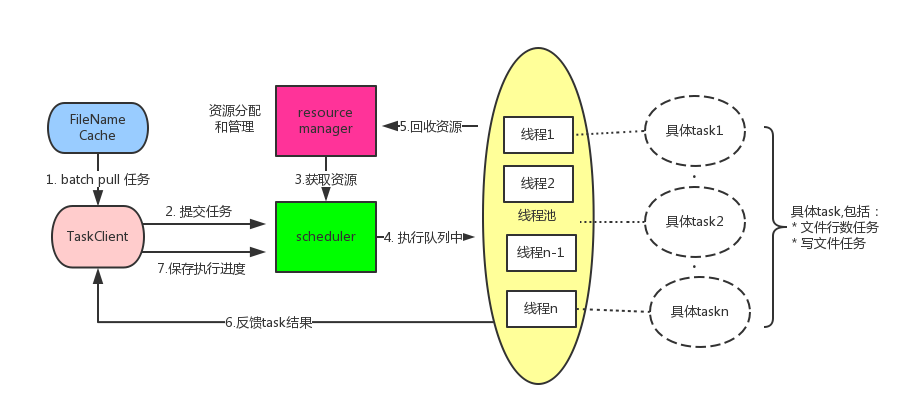 FileName
Cache
资源分配
和管理
resource
manager
5.回收资源
线程1
具体task1
1. batch pull 任务
3.获取资源
线程2
2. 提交任务
线程池
具体task2
具体task,包括：
* 文件行数任务
* 写文件任务
TaskClient
scheduler
4. 执行队列中
线程n-1
7.保存执行进度
线程n
具体taskn
6.反馈task结果